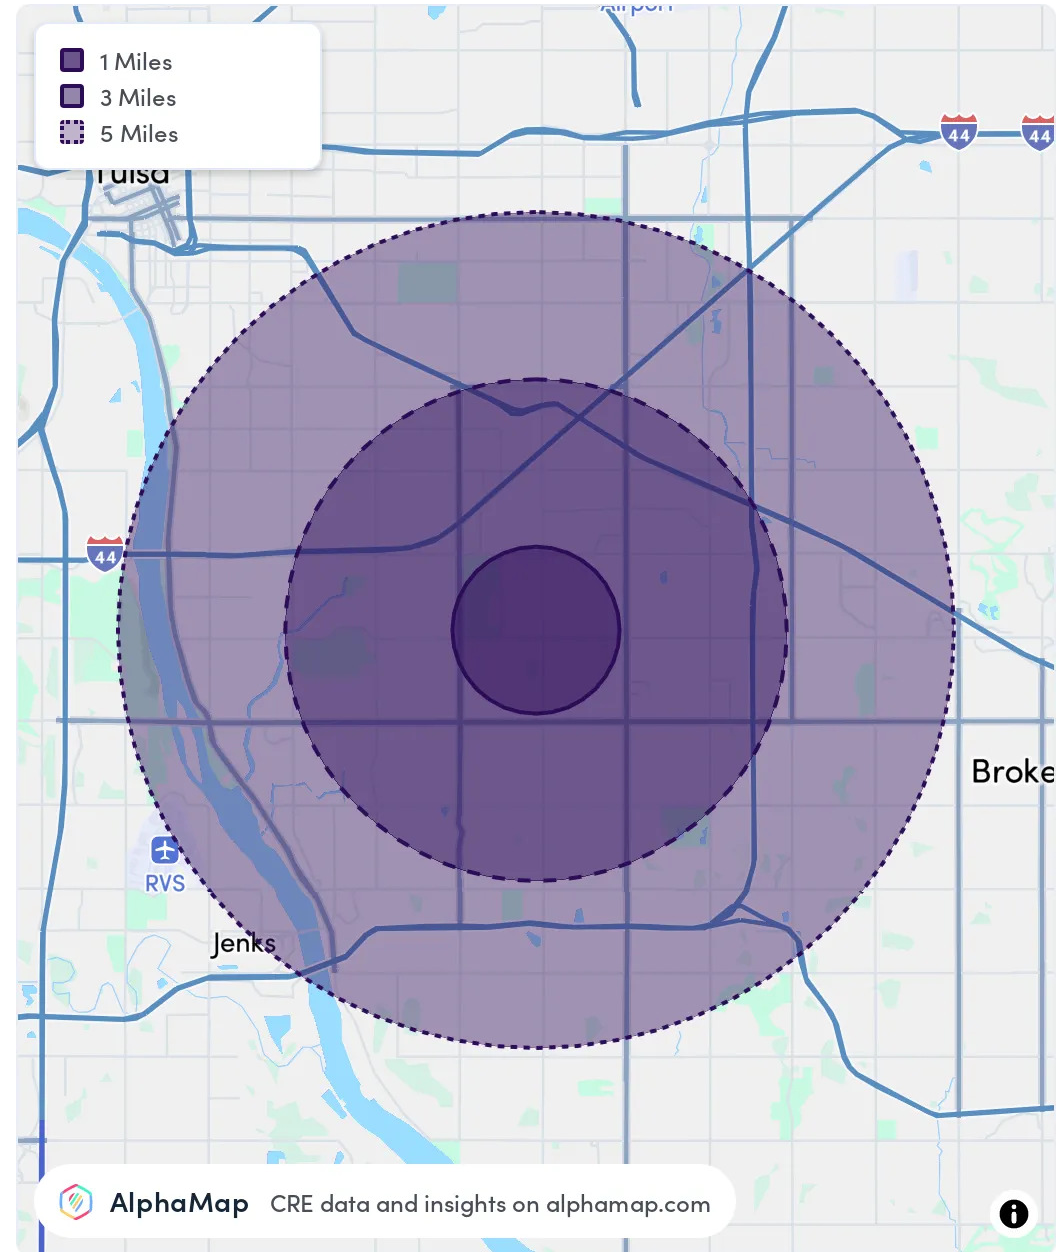 Airport
1 Miles
3 Miles
5 Miles
44
44
Tulsa
44
Broke
RVS
Jenks
AlphaMap CRE data and insights on alphamap.com